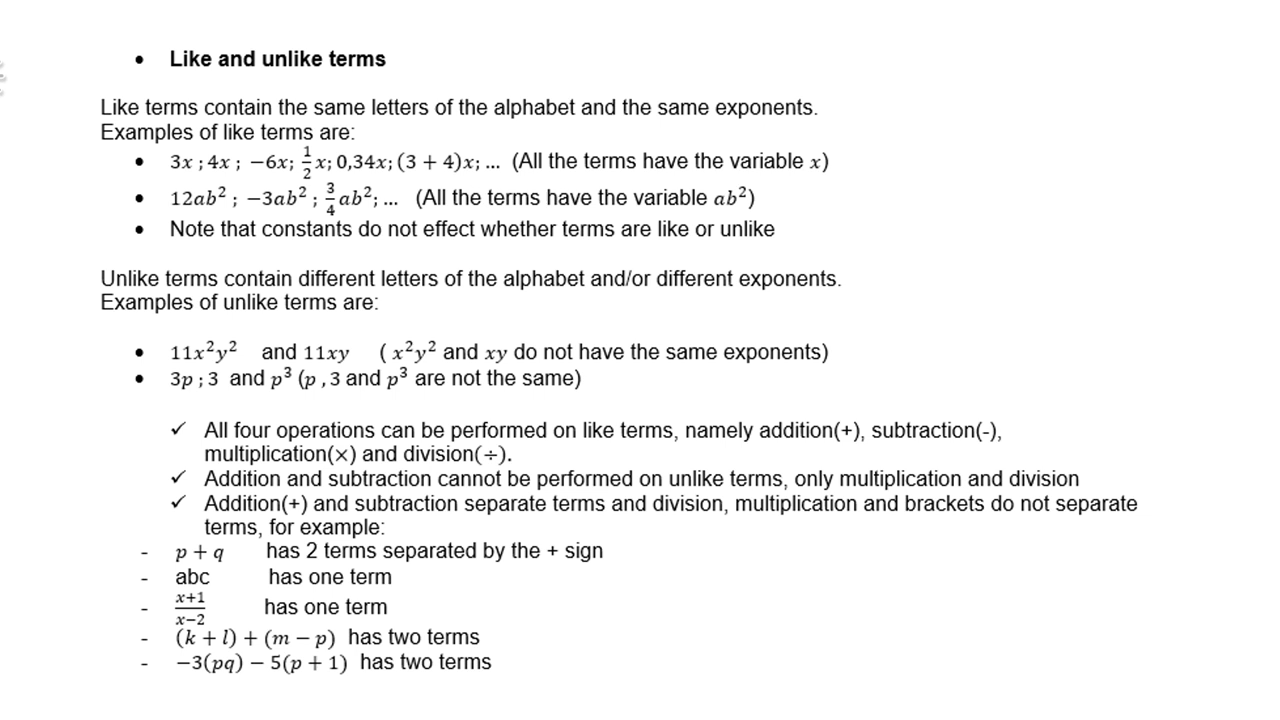 • Like and unlike terms
Like terms contain the same letters of the alphabet and the same exponents.
Examples of like terms are:
• 3x ; 4x ; −6x; 1/2 x; 0,34x; (3 + 4)x; ... (All the terms have the variable x)
• 12ab² ; −3ab² ; 3/4 ab²; ... (All the terms have the variable ab²)
• Note that constants do not effect whether terms are like or unlike
Unlike terms contain different letters of the alphabet and/or different exponents.
Examples of unlike terms are:
• 11x²y² and 11xy ( x²y² and xy do not have the same exponents)
• 3p ; 3 and p³ (p , 3 and p³ are not the same)
✓ All four operations can be performed on like terms, namely addition(+), subtraction(-),
multiplication(×) and division(÷).
✓ Addition and subtraction cannot be performed on unlike terms, only multiplication and division
✓ Addition(+) and subtraction separate terms and division, multiplication and brackets do not separate
terms, for example:
- p + q has 2 terms separated by the + sign
- abc has one term
- x+1/x−2 has one term
- (k + l) + (m − p) has two terms
- −3(pq) − 5(p + 1) has two terms